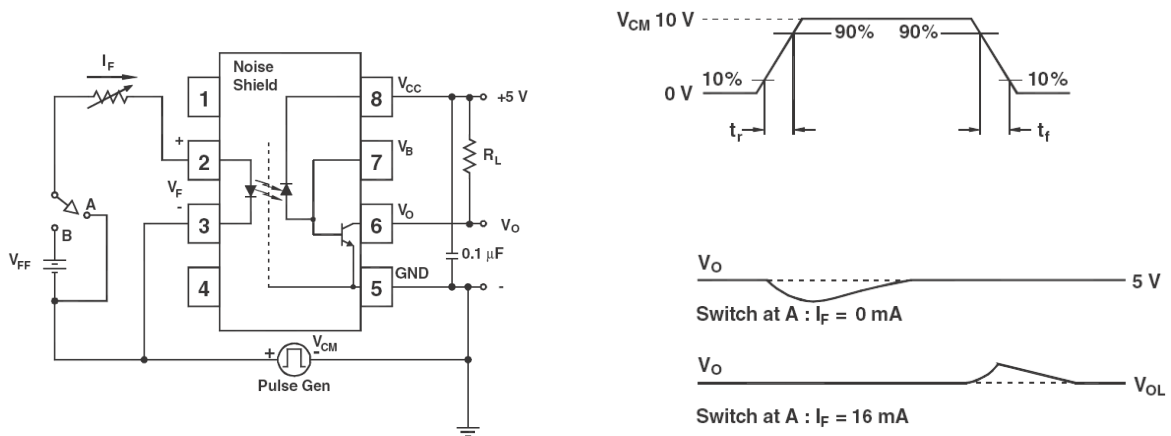 I_F
Noise
Shield
1
2
3
4
8
7
6
5
V_CC
V_B
V_O
GND
+
V_F
-
+5 V
R_L
V_O
0.1 μF
-
A
B
V_FF
+
V_CM
-
Pulse Gen
V_CM 10 V
90%
90%
10%
10%
0 V
t_r
t_f
V_O
5 V
Switch at A : I_F = 0 mA
V_O
V_OL
Switch at A : I_F = 16 mA